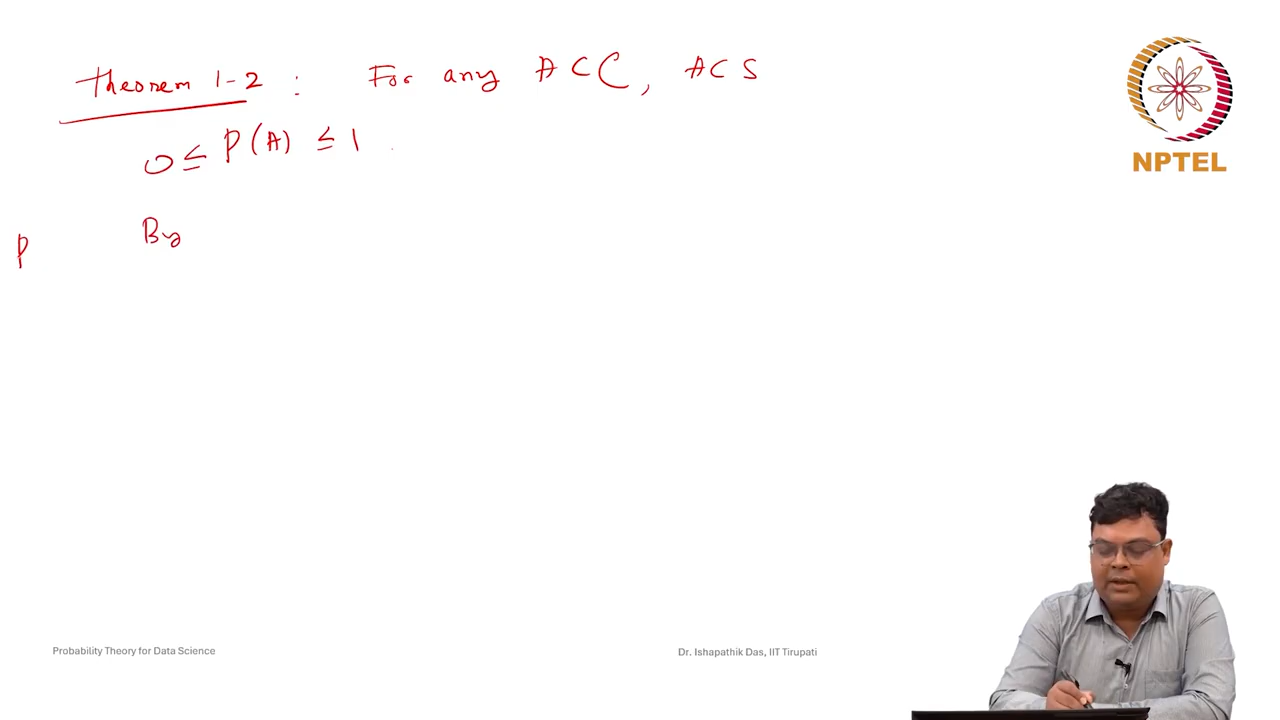 Theorem 1-2 : For any A ⊂ C, A ⊂ S
0 ≤ P(A) ≤ 1
By
P
NPTEL
Probability Theory for Data Science
Dr. Ishapathik Das, IIT Tirupati